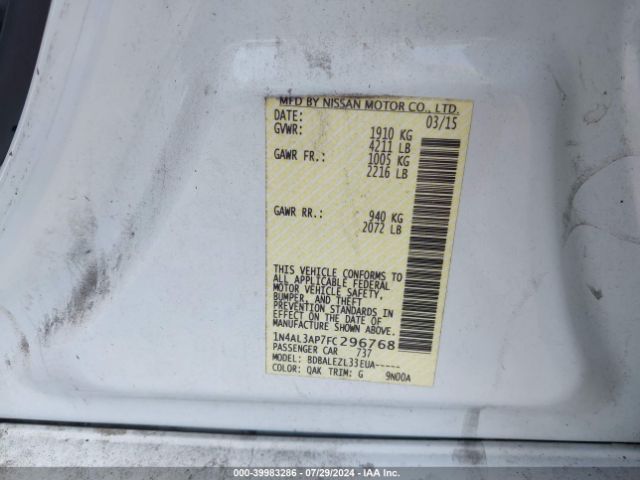 MFD BY NISSAN MOTOR CO., LTD.
DATE: 03/15
GVWR: 1910 KG
4211 LB
GAWR FR.: 1005 KG
2216 LB
GAWR RR.: 940 KG
2072 LB
THIS VEHICLE CONFORMS TO
ALL APPLICABLE FEDERAL
MOTOR VEHICLE SAFETY,
BUMPER, AND THEFT
PREVENTION STANDARDS
IN EFFECT ON THE DATE OF
MANUFACTURE SHOWN ABOVE.
1N4AL3AP7FC296768
PASSENGER CAR 737
MODEL: BDBALEZL33EUA-----
COLOR: QAK TRIM: G 9N00A
000-39983286 - 07/29/2024 - IAA Inc.